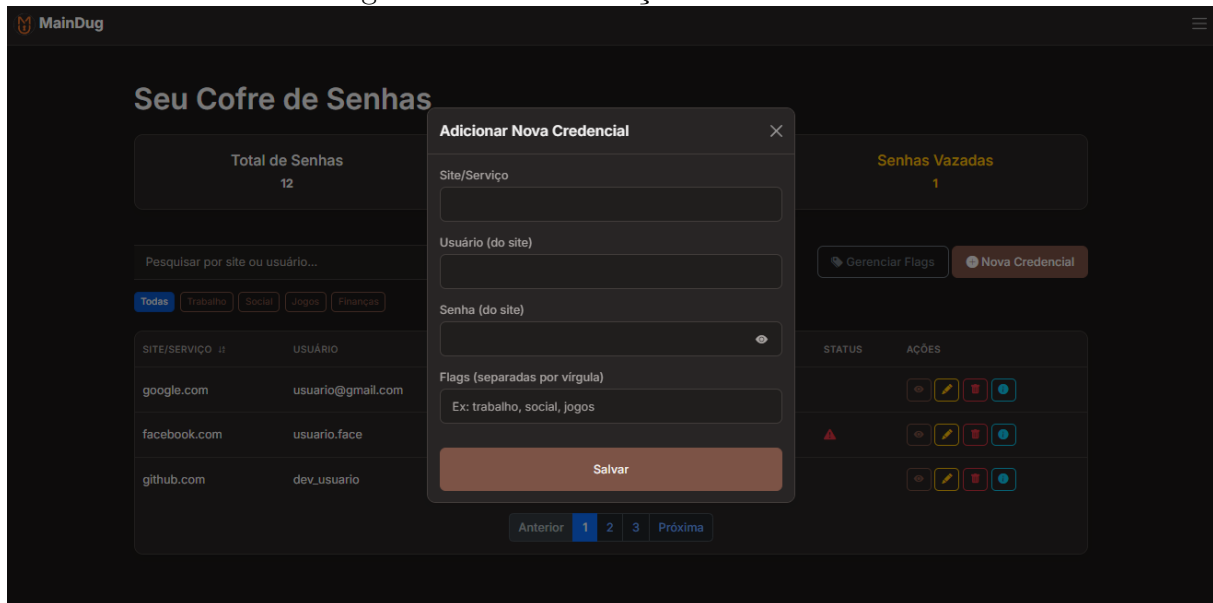 MainDug
Seu Cofre de Senhas
Total de Senhas
12
Senhas Vazadas
1
Pesquisar por site ou usuário...
Gerenciar Flags
Nova Credencial
Todas Trabalho Social Jogos Finanças
SITE/SERVIÇO USUÁRIO STATUS AÇÕES
google.com usuario@gmail.com
facebook.com usuario.face
github.com dev_usuario
Anterior 1 2 3 Próxima
Adicionar Nova Credencial
Site/Serviço
Usuário (do site)
Senha (do site)
Flags (separadas por vírgula)
Ex: trabalho, social, jogos
Salvar